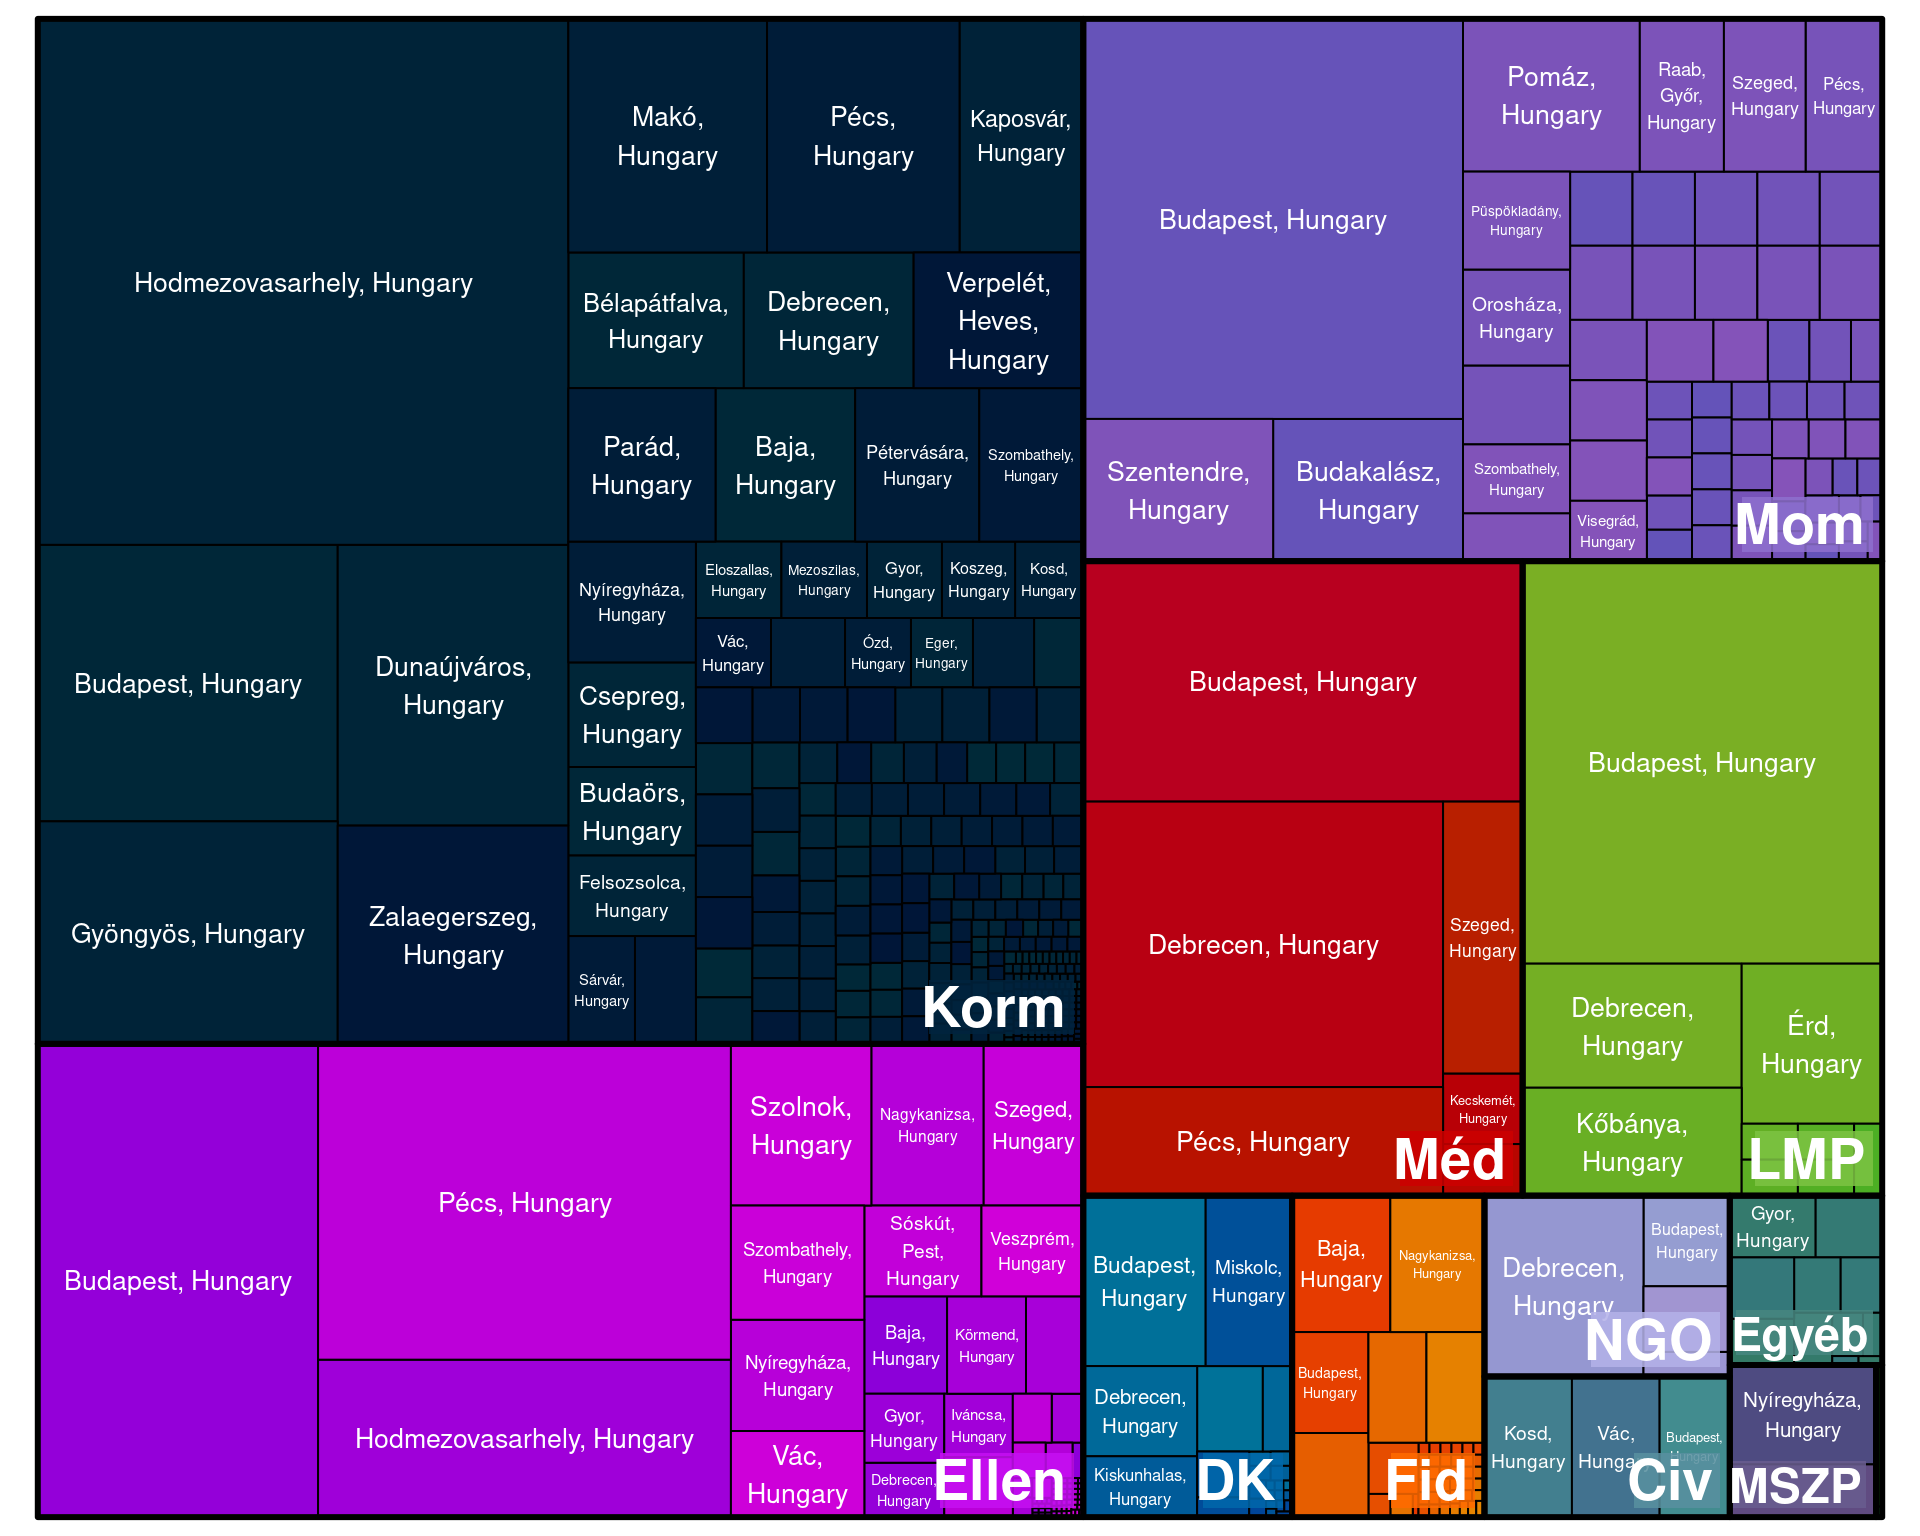 Hodmezovasarhely, Hungary
Makó,
Hungary
Pécs,
Hungary
Kaposvár,
Hungary
Bélapátfalva,
Hungary
Debrecen,
Hungary
Verpelét,
Heves,
Hungary
Parád,
Hungary
Baja,
Hungary
Pétervására,
Hungary
Szombathely,
Hungary
Budapest, Hungary
Dunaújváros,
Hungary
Gyöngyös, Hungary
Zalaegerszeg,
Hungary
Nyíregyháza,
Hungary
Eloszallas,
Hungary
Mezoszilas,
Hungary
Gyor,
Hungary
Koszeg,
Hungary
Kosd,
Hungary
Vác,
Hungary
Ózd,
Hungary
Eger,
Hungary
Csepreg,
Hungary
Budaörs,
Hungary
Felsozsolca,
Hungary
Sárvár,
Hungary
Korm
Budapest, Hungary
Pomáz,
Hungary
Raab,
Győr,
Hungary
Szeged,
Hungary
Pécs,
Hungary
Püspökladány,
Hungary
Orosháza,
Hungary
Szentendre,
Hungary
Budakalász,
Hungary
Szombathely,
Hungary
Visegrád,
Hungary
Mom
Budapest, Hungary
Debrecen, Hungary
Szeged,
Hungary
Pécs, Hungary
Kecskemét,
Hungary
Méd
Budapest, Hungary
Debrecen,
Hungary
Érd,
Hungary
Kőbánya,
Hungary
LMP
Budapest, Hungary
Pécs, Hungary
Hodmezovasarhely, Hungary
Szolnok,
Hungary
Nagykanizsa,
Hungary
Szeged,
Hungary
Szombathely,
Hungary
Sóskút,
Pest,
Hungary
Veszprém,
Hungary
Nyíregyháza,
Hungary
Baja,
Hungary
Körmend,
Hungary
Vác,
Hungary
Gyor,
Hungary
Iváncsa,
Hungary
Debrecen,
Hungary
Ellen
Budapest,
Hungary
Miskolc,
Hungary
Debrecen,
Hungary
Kiskunhalas,
Hungary
DK
Baja,
Hungary
Nagykanizsa,
Hungary
Budapest,
Hungary
Fid
Debrecen,
Hungary
Budapest,
Hungary
NGO
Gyor,
Hungary
Egyéb
Kosd,
Hungary
Vác,
Hungary
Budapest,
Hungary
Civ
Nyíregyháza,
Hungary
MSZP